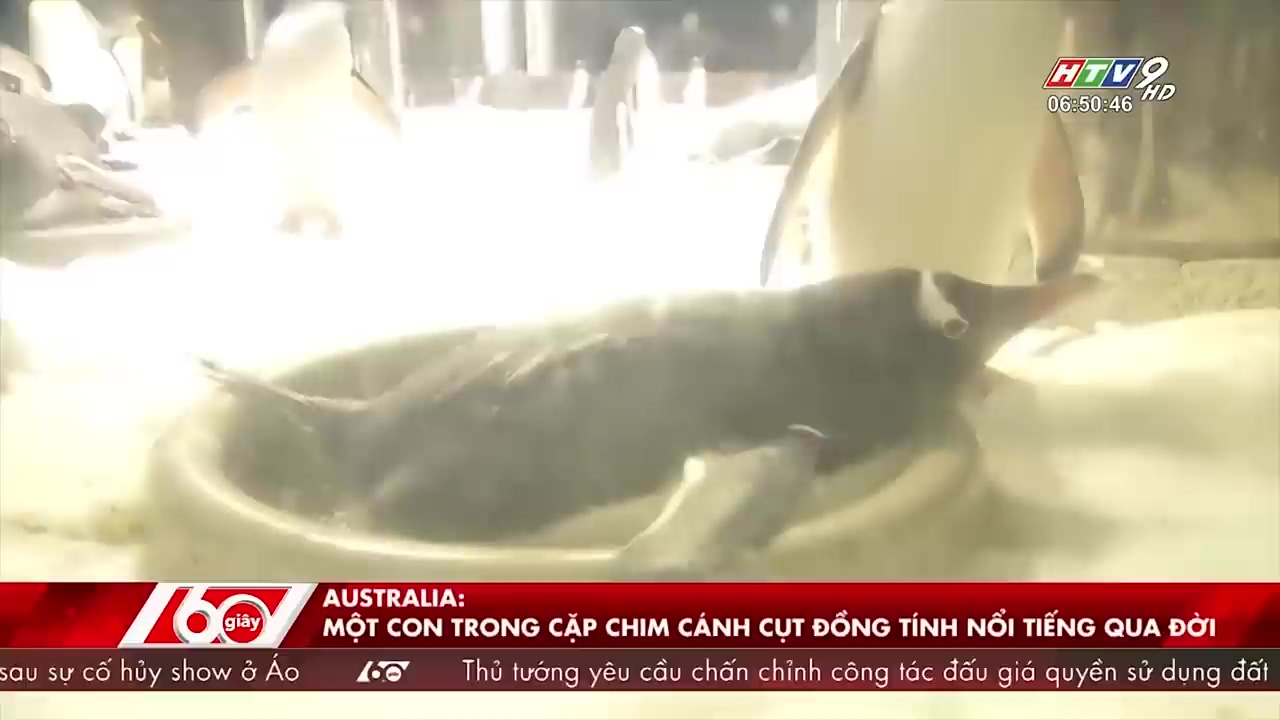 HTV9 HD
06:50:46
60 giây
AUSTRALIA:
MỘT CON TRONG CẶP CHIM CÁNH CỤT ĐỒNG TÍNH NỔI TIẾNG QUA ĐỜI
sau sự cố hủy show ở Áo
60 giây
Thủ tướng yêu cầu chấn chỉnh công tác đấu giá quyền sử dụng đất